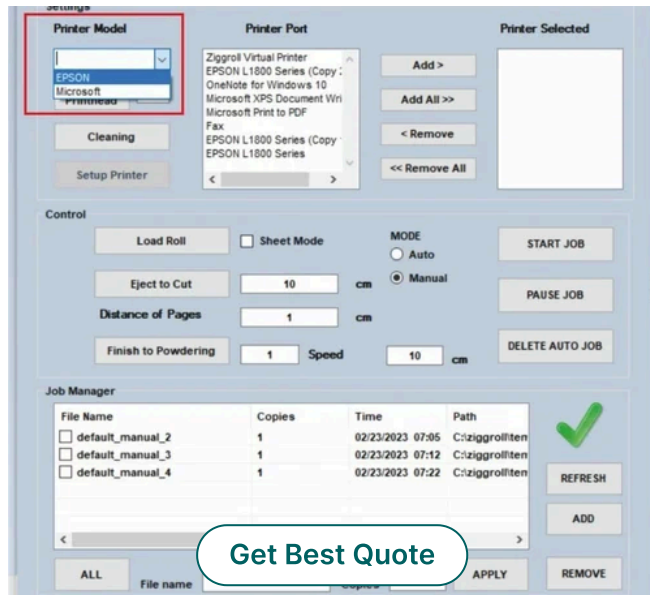 Settings
Printer Model
Printer Port
Printer Selected
EPSON
Microsoft
Printhead
Cleaning
Setup Printer
Ziggroll Virtual Printer
EPSON L1800 Series (Copy
OneNote for Windows 10
Microsoft XPS Document Wri
Microsoft Print to PDF
Fax
EPSON L1800 Series (Copy
EPSON L1800 Series
Add >
Add All >>
< Remove
<< Remove All
Control
Load Roll
Sheet Mode
MODE
Auto
Manual
START JOB
Eject to Cut
10
cm
PAUSE JOB
Distance of Pages
1
cm
Finish to Powdering
1
Speed
10
cm
DELETE AUTO JOB
Job Manager
File Name Copies Time Path
default_manual_2 1 02/23/2023 07:05 C:\ziggroll\tem
default_manual_3 1 02/23/2023 07:12 C:\ziggroll\tem
default_manual_4 1 02/23/2023 07:22 C:\ziggroll\tem
REFRESH
ADD
Get Best Quote
ALL
File name
Copies
APPLY
REMOVE